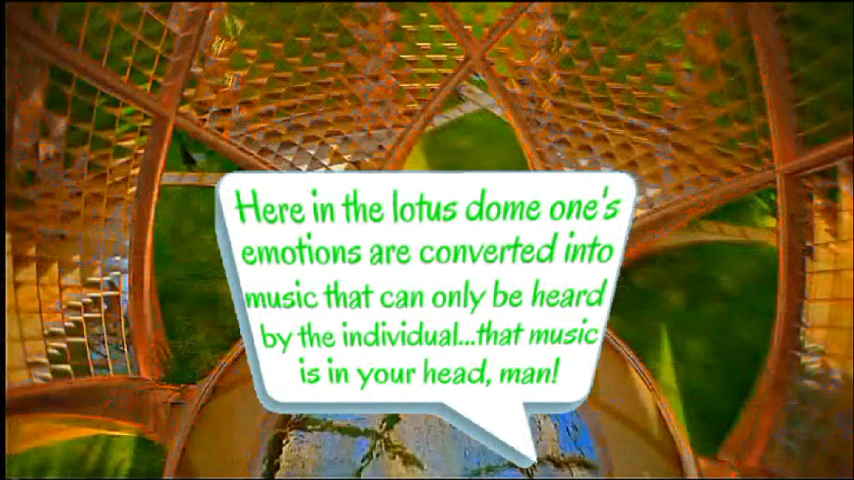 Here in the lotus dome one's
emotions are converted into
music that can only be heard
by the individual...that music
is in your head, man!